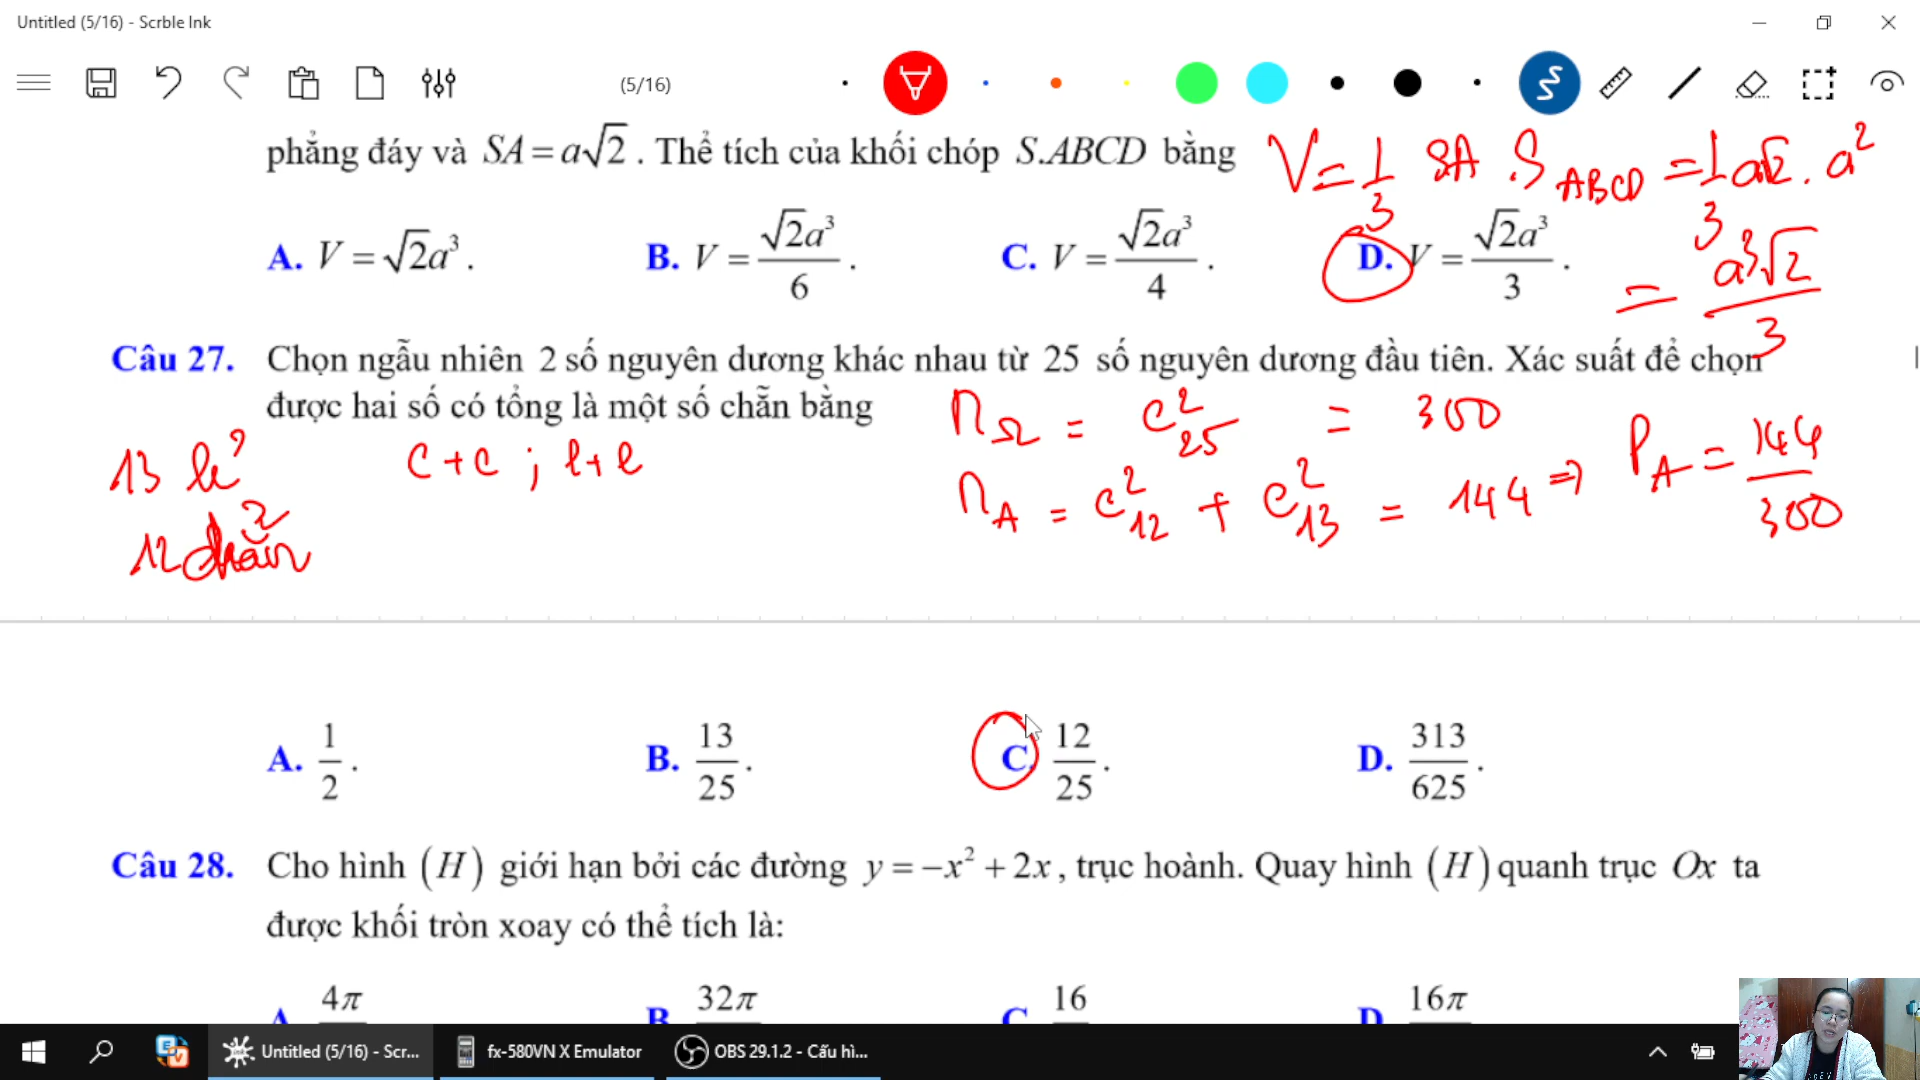 Untitled (5/16) - Scrble Ink
(5/16)
phẳng đáy và SA = a√2 . Thể tích của khối chóp S.ABCD bằng
V = 1/3 SA . S ABCD = 1/3 a√2 . a²
= a³√2/3
A. V = √2a³ .
B. V = √2a³/6 .
C. V = √2a³/4 .
D. V = √2a³/3 .
Câu 27. Chọn ngẫu nhiên 2 số nguyên dương khác nhau từ 25 số nguyên dương đầu tiên. Xác suất để chọn
được hai số có tổng là một số chẵn bằng
13 lẻ
12 chẵn
C + C ; l + l
n_Ω = C²₂₅ = 300
n_A = C²₁₂ + C²₁₃ = 144 ⇒ P_A = 144/300
A. 1/2 .
B. 13/25 .
C. 12/25 .
D. 313/625 .
Câu 28. Cho hình (H) giới hạn bởi các đường y = −x² + 2x, trục hoành. Quay hình (H) quanh trục Ox ta
được khối tròn xoay có thể tích là:
A 4π
B 32π
C 16
D 16π
Untitled (5/16) - Scr...
fx-580VN X Emulator
OBS 29.1.2 - Cấu hì...